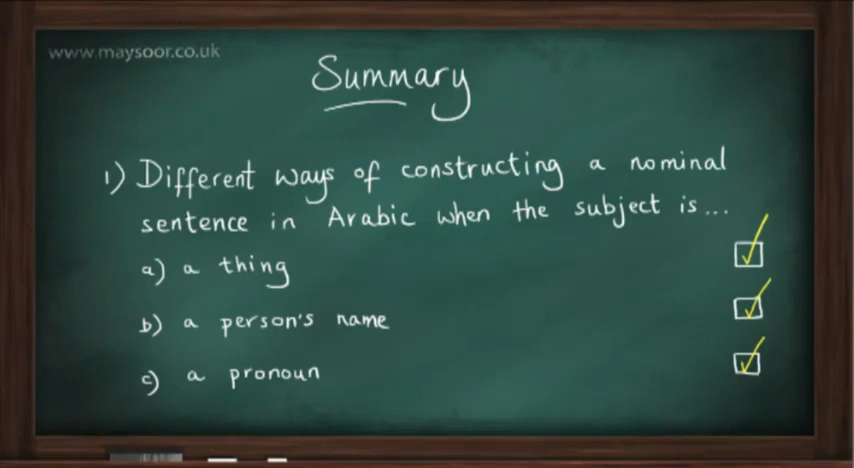 www.maysoor.co.uk
Summary
1) Different ways of constructing a nominal
sentence in Arabic when the subject is...
a) a thing
b) a person's name
c) a pronoun